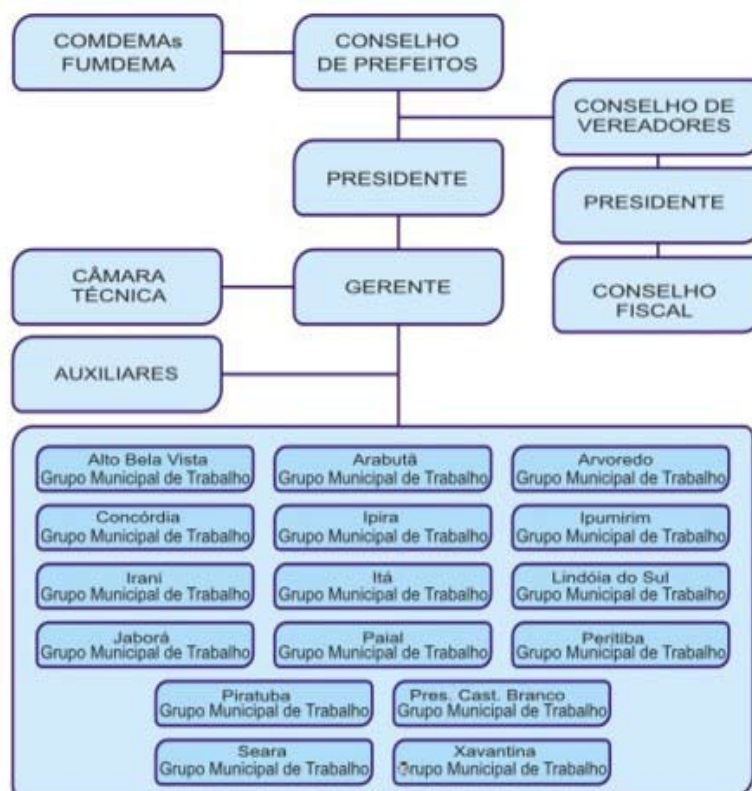 COMDEMAs
FUMDEMA
CONSELHO
DE PREFEITOS
CONSELHO DE
VEREADORES
PRESIDENTE
PRESIDENTE
CÂMARA
TÉCNICA
GERENTE
CONSELHO
FISCAL
AUXILIARES
Alto Bela Vista
Grupo Municipal de Trabalho
Arabutã
Grupo Municipal de Trabalho
Arvoredo
Grupo Municipal de Trabalho
Concórdia
Grupo Municipal de Trabalho
Ipira
Grupo Municipal de Trabalho
Ipumirim
Grupo Municipal de Trabalho
Irani
Grupo Municipal de Trabalho
Itá
Grupo Municipal de Trabalho
Lindóia do Sul
Grupo Municipal de Trabalho
Jaborá
Grupo Municipal de Trabalho
Paial
Grupo Municipal de Trabalho
Peritiba
Grupo Municipal de Trabalho
Piratuba
Grupo Municipal de Trabalho
Pres. Cast. Branco
Grupo Municipal de Trabalho
Seara
Grupo Municipal de Trabalho
Xavantina
Grupo Municipal de Trabalho